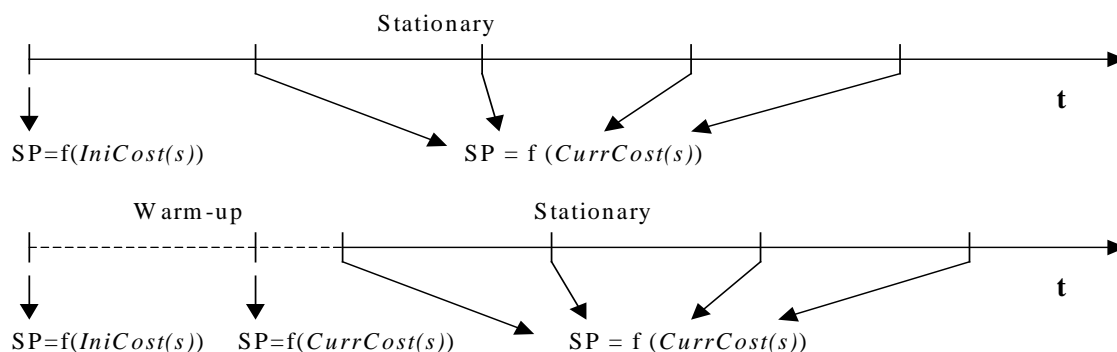 Stationary
t
SP=f(IniCost(s)) SP = f (CurrCost(s))
Warm-up Stationary
t
SP=f(IniCost(s)) SP=f(CurrCost(s)) SP = f (CurrCost(s))